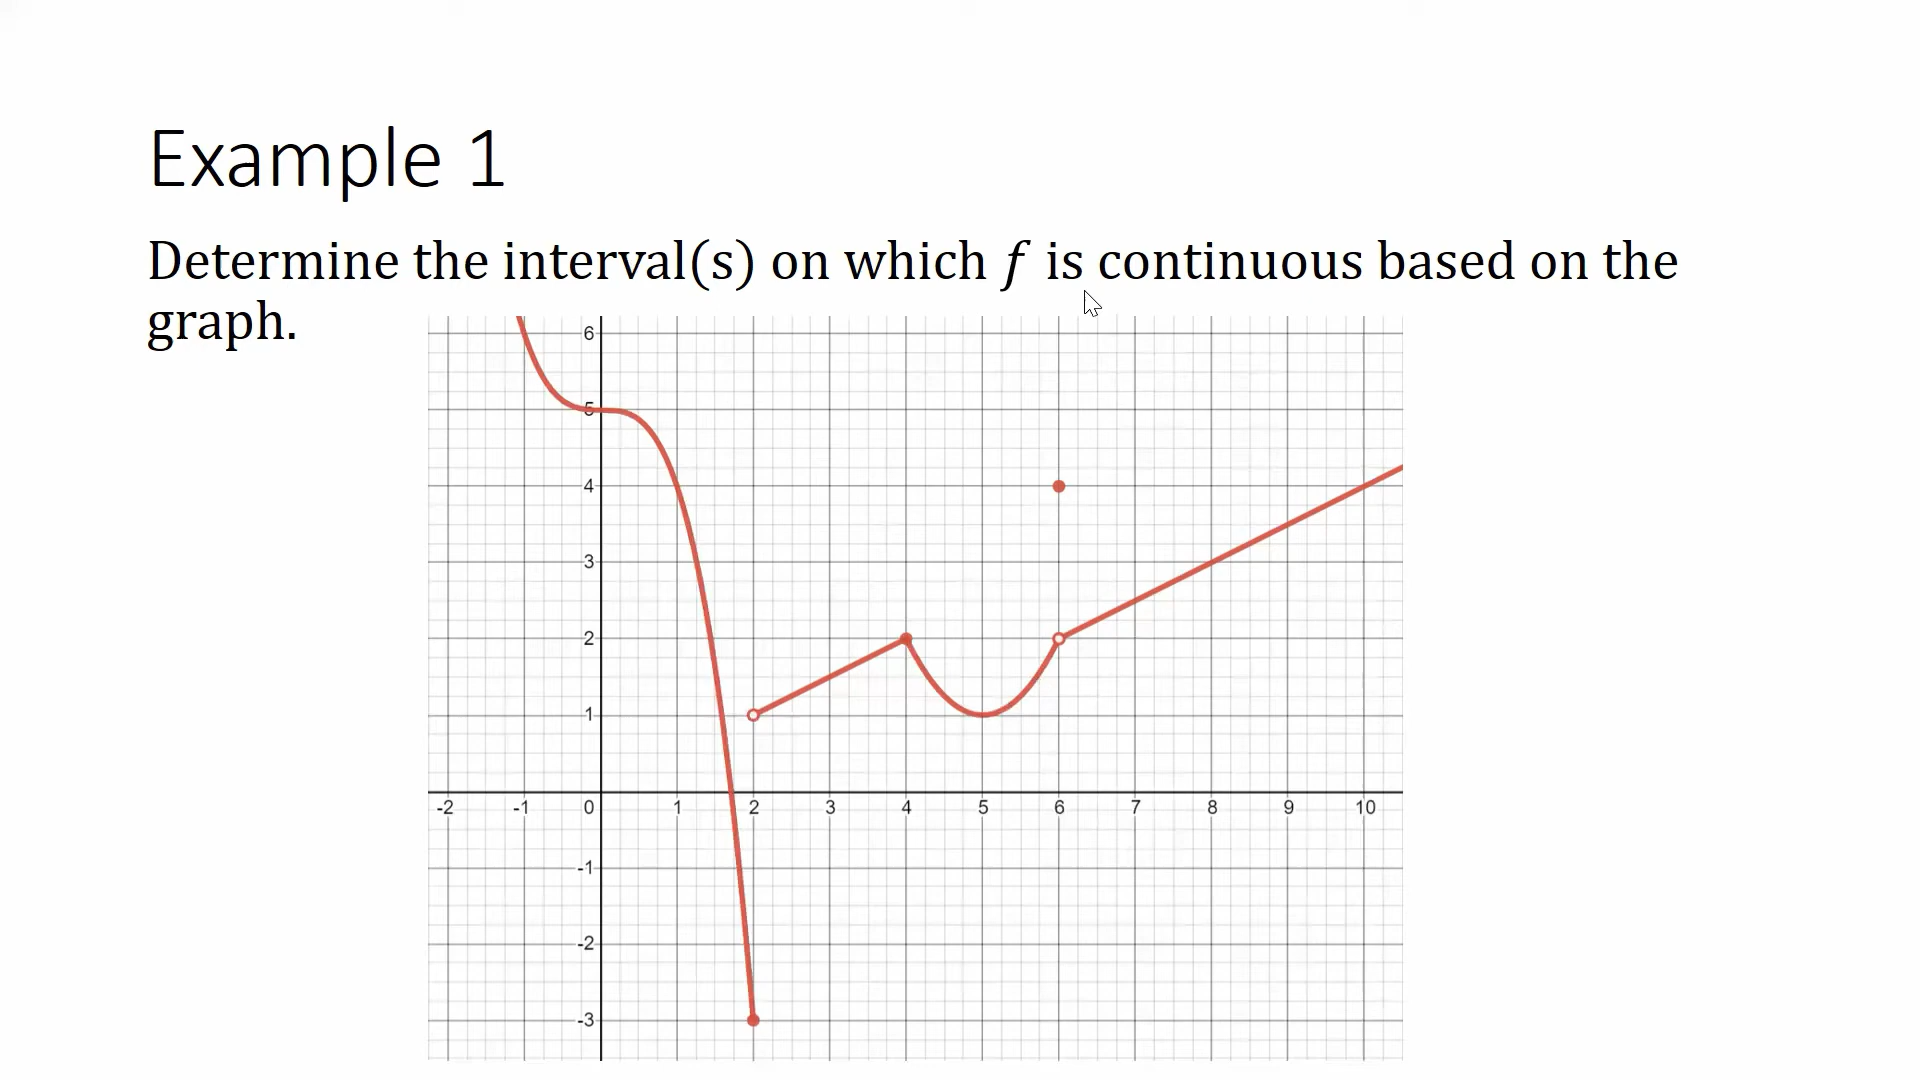 Example 1
Determine the interval(s) on which f is continuous based on the
graph.
6
5
4
3
2
1
-2 -1 0 1 2 3 4 5 6 7 8 9 10
-1
-2
-3